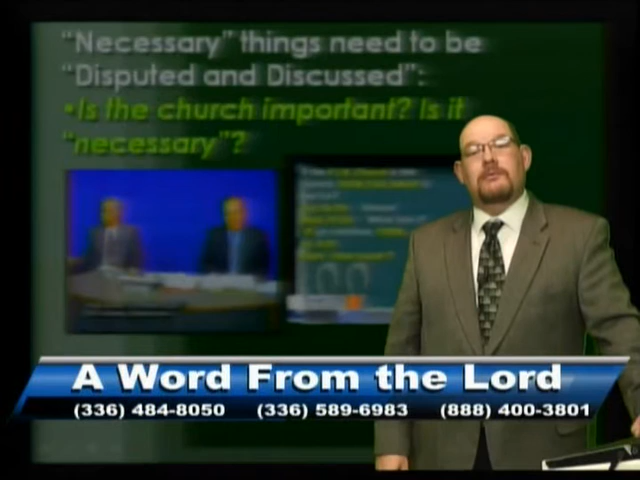 “Necessary” things need to be
“Disputed and Discussed”:
•Is the church important? Is it
“necessary”?
A Word From the Lord
(336) 484-8050 (336) 589-6983 (888) 400-3801